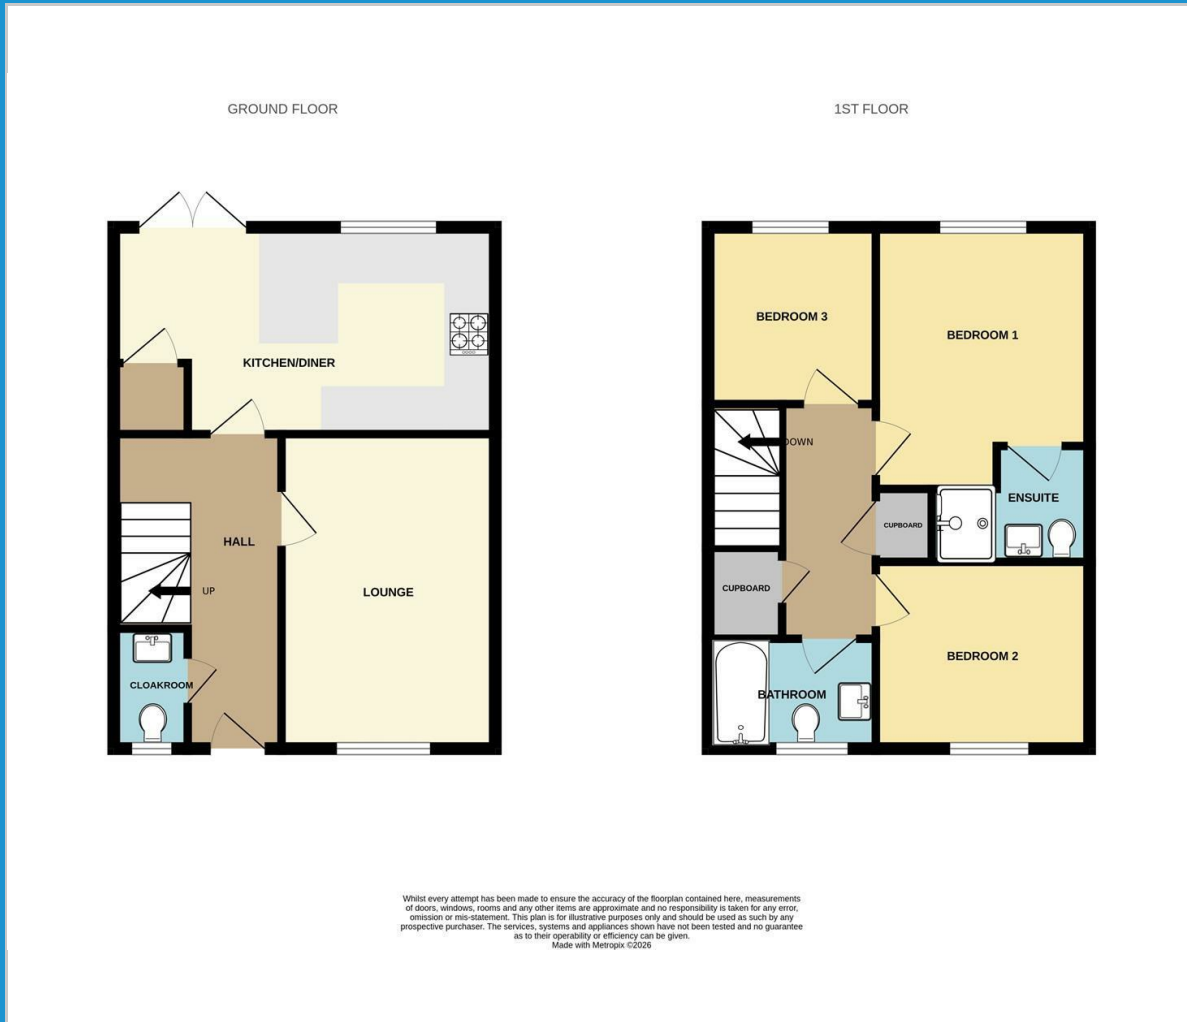 GROUND FLOOR
1ST FLOOR
KITCHEN/DINER
HALL
UP
LOUNGE
CLOAKROOM
BEDROOM 3
BEDROOM 1
DOWN
ENSUITE
CUPBOARD
CUPBOARD
BEDROOM 2
BATHROOM
Whilst every attempt has been made to ensure the accuracy of the floorplan contained here, measurements
of doors, windows, rooms and any other items are approximate and no responsibility is taken for any error,
omission or mis-statement. This plan is for illustrative purposes only and should be used as such by any
prospective purchaser. The services, systems and appliances shown have not been tested and no guarantee
as to their operability or efficiency can be given.
Made with Metropix ©2026